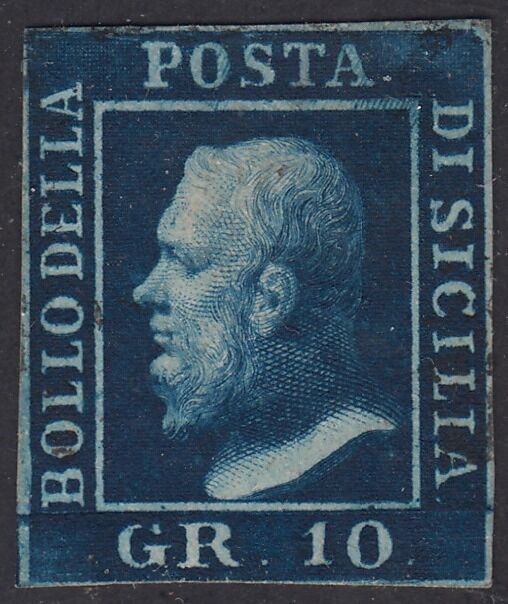 BOLLO DELLA
POSTA
DI SICILIA
GR. 10.